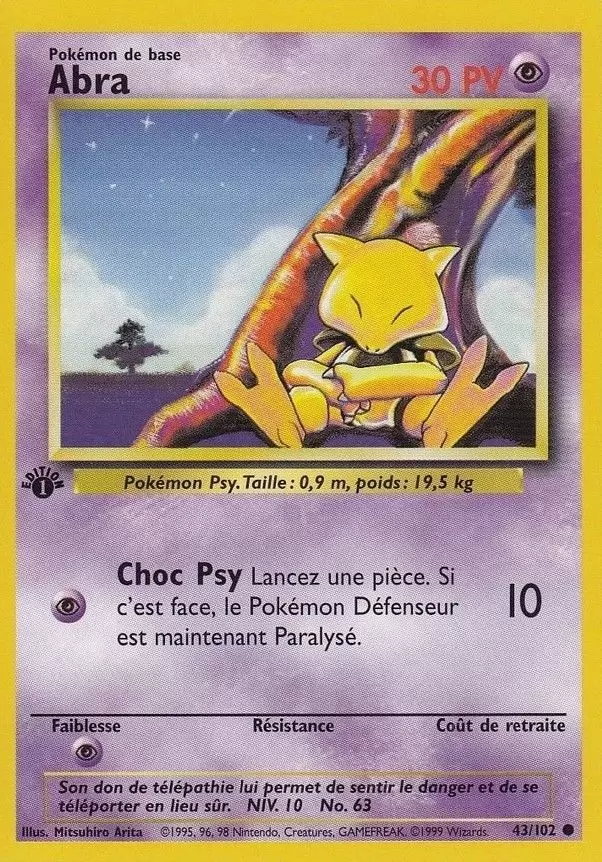 Pokémon de base
Abra
30 PV
Pokémon Psy. Taille : 0,9 m, poids : 19,5 kg
EDITION
1
Choc Psy Lancez une pièce. Si
c'est face, le Pokémon Défenseur
est maintenant Paralysé.
10
Faiblesse
Résistance
Coût de retraite
Son don de télépathie lui permet de sentir le danger et de se
téléporter en lieu sûr. NIV. 10 No. 63
Illus. Mitsuhiro Arita ©1995, 96, 98 Nintendo, Creatures, GAMEFREAK. ©1999 Wizards. 43/102